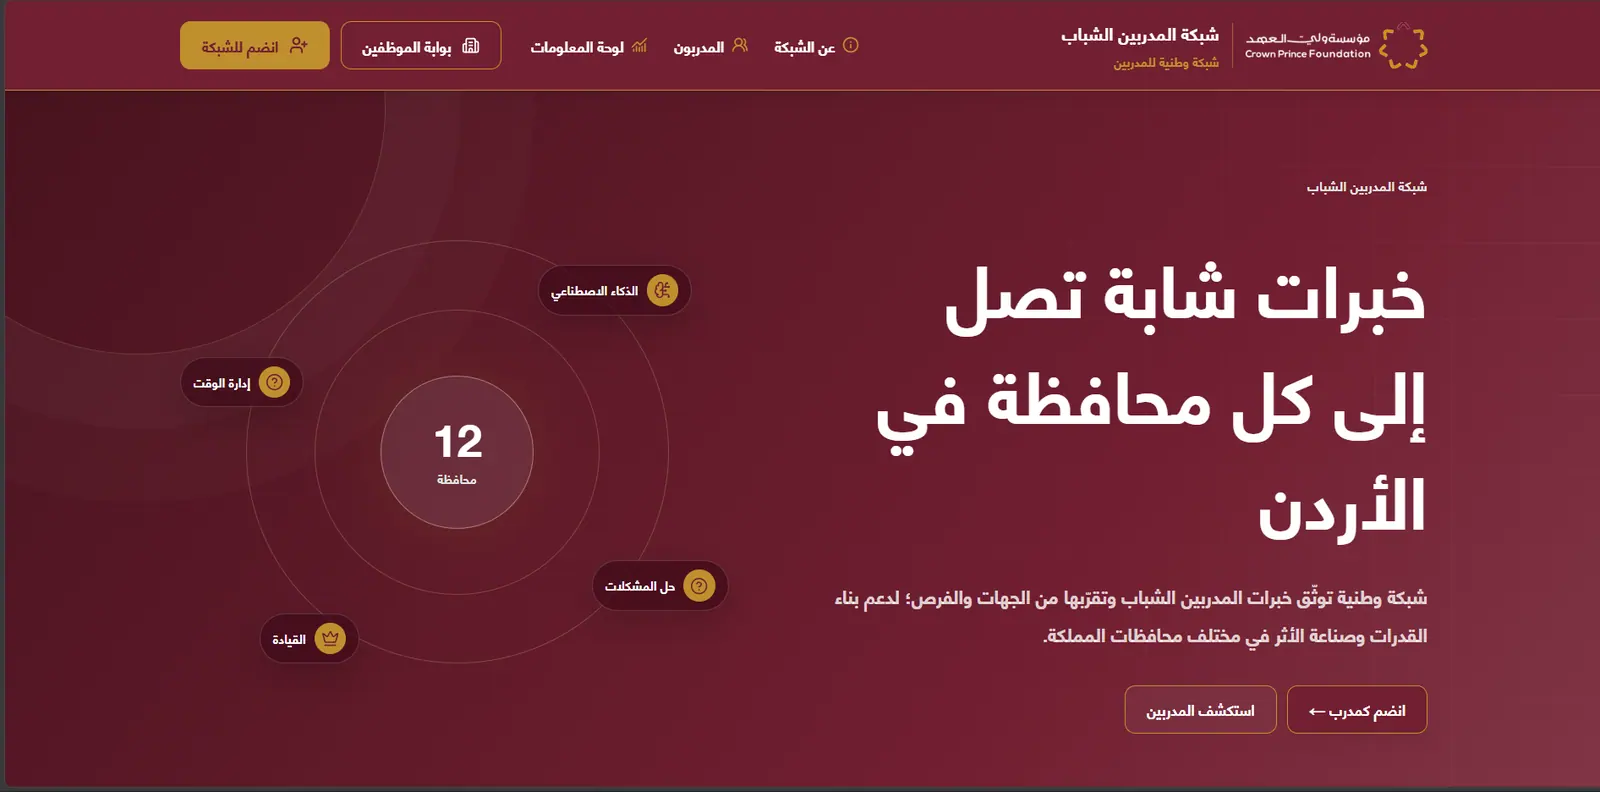 مؤسسة ولي العهد
Crown Prince Foundation
شبكة المدربين الشباب
شبكة وطنية للمدربين
عن الشبكة
المدربون
لوحة المعلومات
بوابة الموظفين
انضم للشبكة
شبكة المدربين الشباب
خبرات شابة تصل
إلى كل محافظة في
الأردن
شبكة وطنية توثّق خبرات المدربين الشباب وتقرّبها من الجهات والفرص؛ لدعم بناء
القدرات وصناعة الأثر في مختلف محافظات المملكة.
انضم كمدرب ←
استكشف المدربين
الذكاء الاصطناعي
إدارة الوقت
12
محافظة
حل المشكلات
القيادة